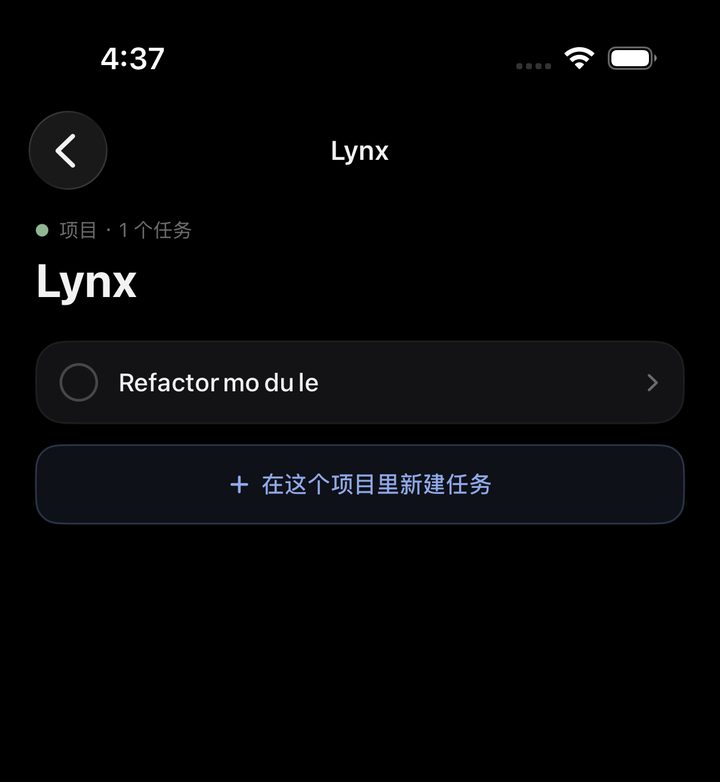 4:37
Lynx
项目 · 1 个任务
Lynx
Refactor mo du le
+ 在这个项目里新建任务